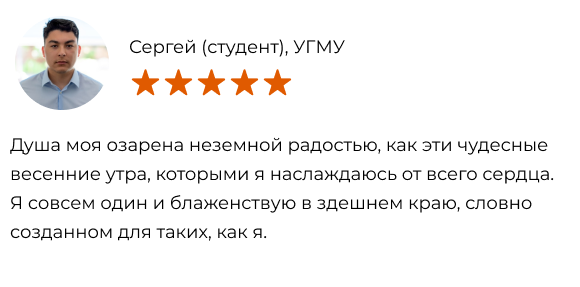 Сергей (студент), УГМУ
Душа моя озарена неземной радостью, как эти чудесные
весенние утра, которыми я наслаждаюсь от всего сердца.
Я совсем один и блаженствую в здешнем краю, словно
созданном для таких, как я.